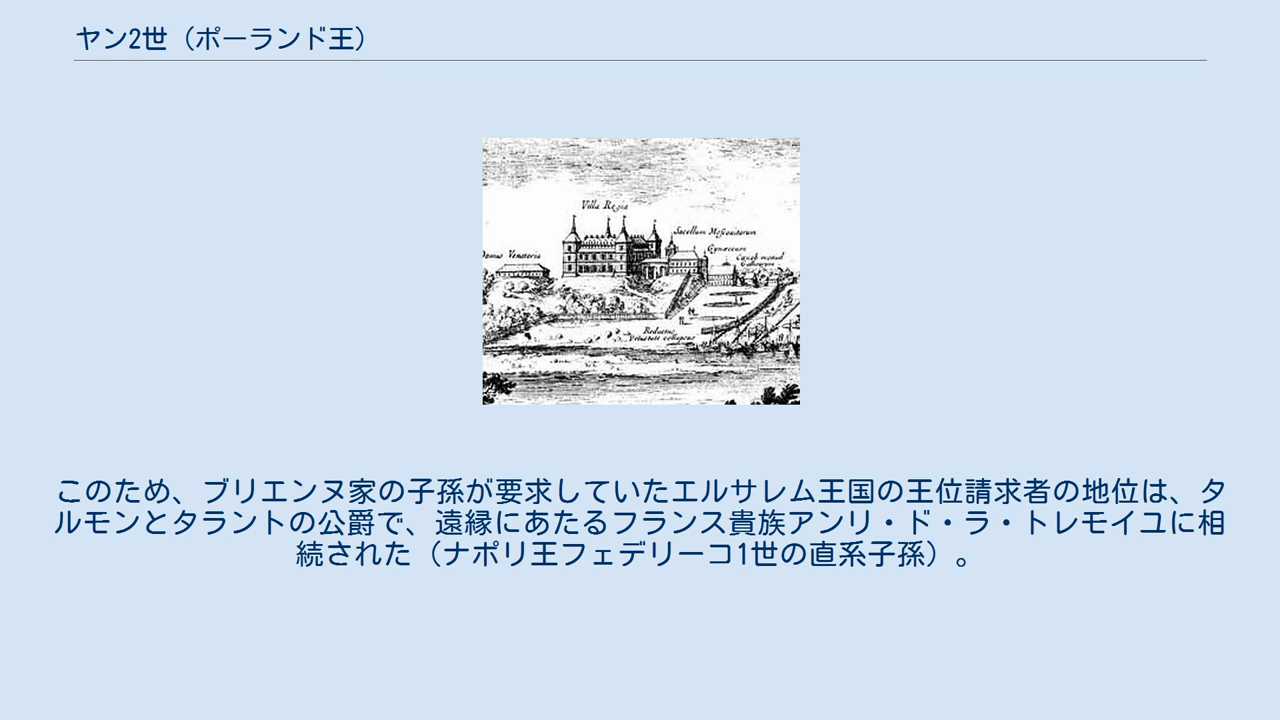 ヤン2世（ポーランド王）
Villa Regia
Sacellum Moscovitarum
Gynæceum
Domus Venatoria
このため、ブリエンヌ家の子孫が要求していたエルサレム王国の王位請求者の地位は、タ
ルモンとタラントの公爵で、遠縁にあたるフランス貴族アンリ・ド・ラ・トレモイユに相
続された（ナポリ王フェデリーコ1世の直系子孫）。